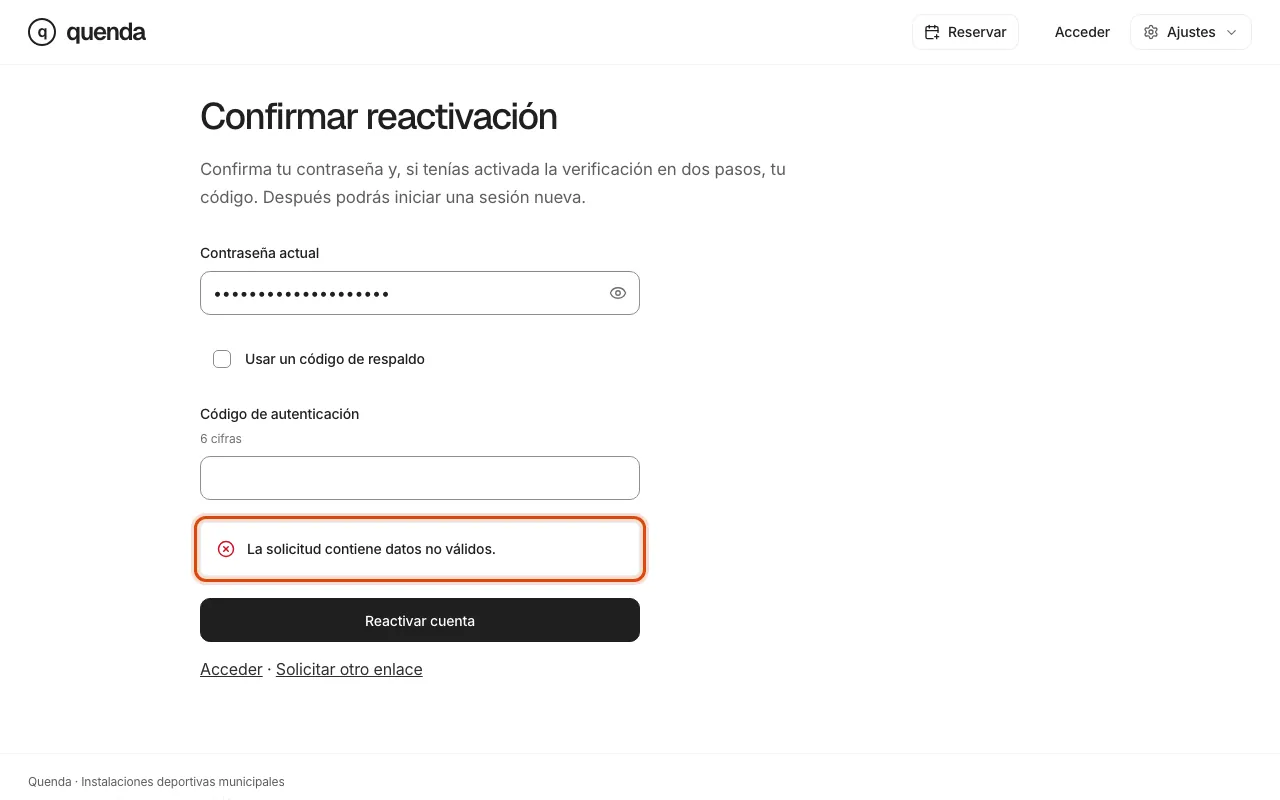 q quenda
Reservar
Acceder
Ajustes
Confirmar reactivación
Confirma tu contraseña y, si tenías activada la verificación en dos pasos, tu
código. Después podrás iniciar una sesión nueva.
Contraseña actual
••••••••••••••••••••
Usar un código de respaldo
Código de autenticación
6 cifras
La solicitud contiene datos no válidos.
Reactivar cuenta
Acceder · Solicitar otro enlace
Quenda · Instalaciones deportivas municipales